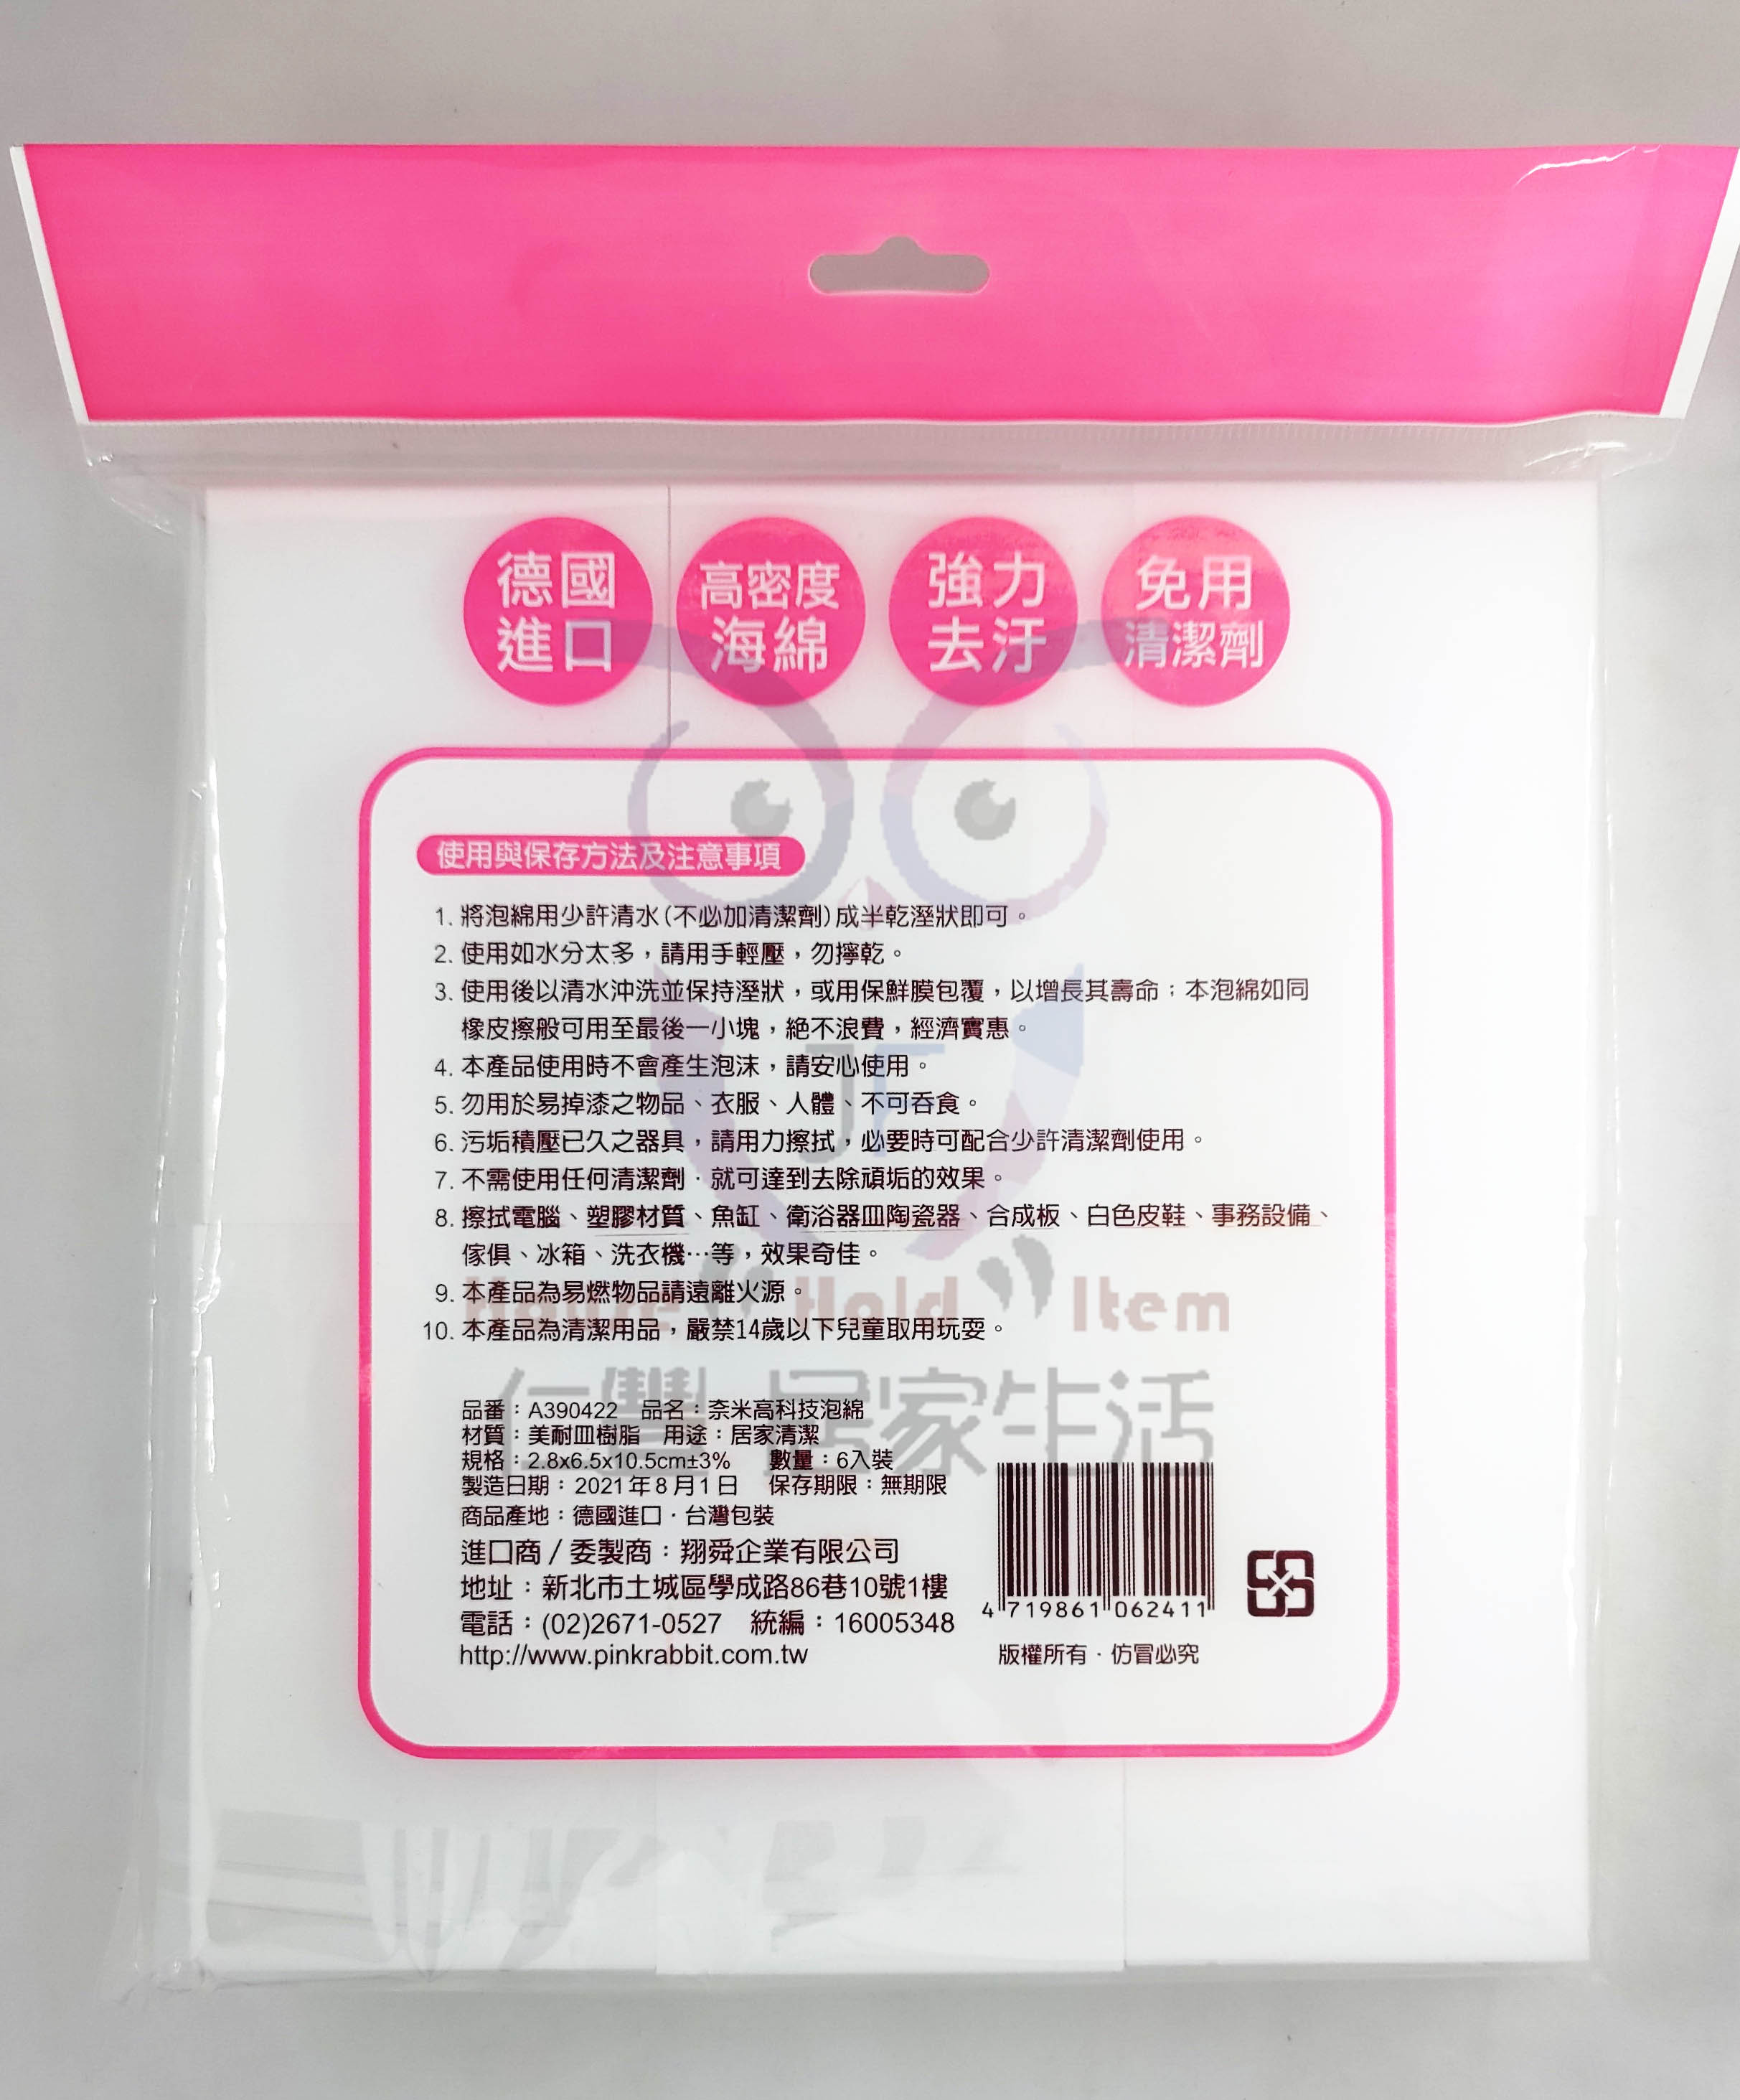 德國
進口
高密度
海綿
強力
去汙
免用
清潔劑
使用與保存方法及注意事項
1. 將泡綿用少許清水(不必加清潔劑)成半乾溼狀即可。
2. 使用如水分太多，請用手輕壓，勿擰乾。
3. 使用後以清水沖洗並保持溼狀，或用保鮮膜包覆，以增長其壽命；本泡綿如同
橡皮擦般可用至最後一小塊，絕不浪費，經濟實惠。
4. 本產品使用時不會產生泡沫，請安心使用。
5. 勿用於易掉漆之物品、衣服、人體、不可吞食。
6. 污垢積壓已久之器具，請用力擦拭，必要時可配合少許清潔劑使用。
7. 不需使用任何清潔劑．就可達到去除頑垢的效果。
8. 擦拭電腦、塑膠材質、魚缸、衛浴器皿陶瓷器、合成板、白色皮鞋、事務設備、
傢俱、冰箱、洗衣機…等，效果奇佳。
9. 本產品為易燃物品請遠離火源。
10. 本產品為清潔用品，嚴禁14歲以下兒童取用玩耍。
JF
House Hold Item
仁豐 居家生活
品番：A390422 品名：奈米高科技泡綿
材質：美耐皿樹脂 用途：居家清潔
規格：2.8x6.5x10.5cm±3% 數量：6入裝
製造日期：2021年8月1日 保存期限：無期限
商品產地：德國進口．台灣包裝
進口商/委製商：翔舜企業有限公司
地址：新北市土城區學成路86巷10號1樓
電話：(02)2671-0527 統編：16005348
http://www.pinkrabbit.com.tw
4 719861 062411
版權所有．仿冒必究